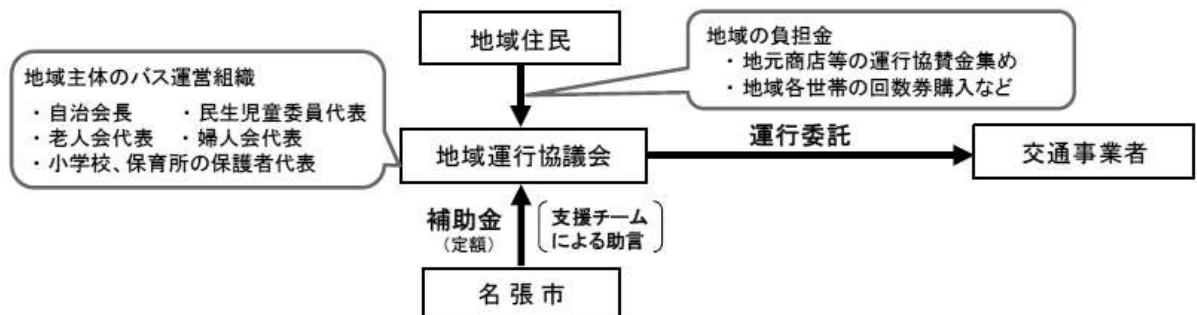 地域住民
地域の負担金
・地元商店等の運行協賛金集め
・地域各世帯の回数券購入など
地域主体のバス運営組織
・自治会長　・民生児童委員代表
・老人会代表　・婦人会代表
・小学校、保育所の保護者代表
地域運行協議会
運行委託
交通事業者
補助金
（定額）
支援チーム
による助言
名張市